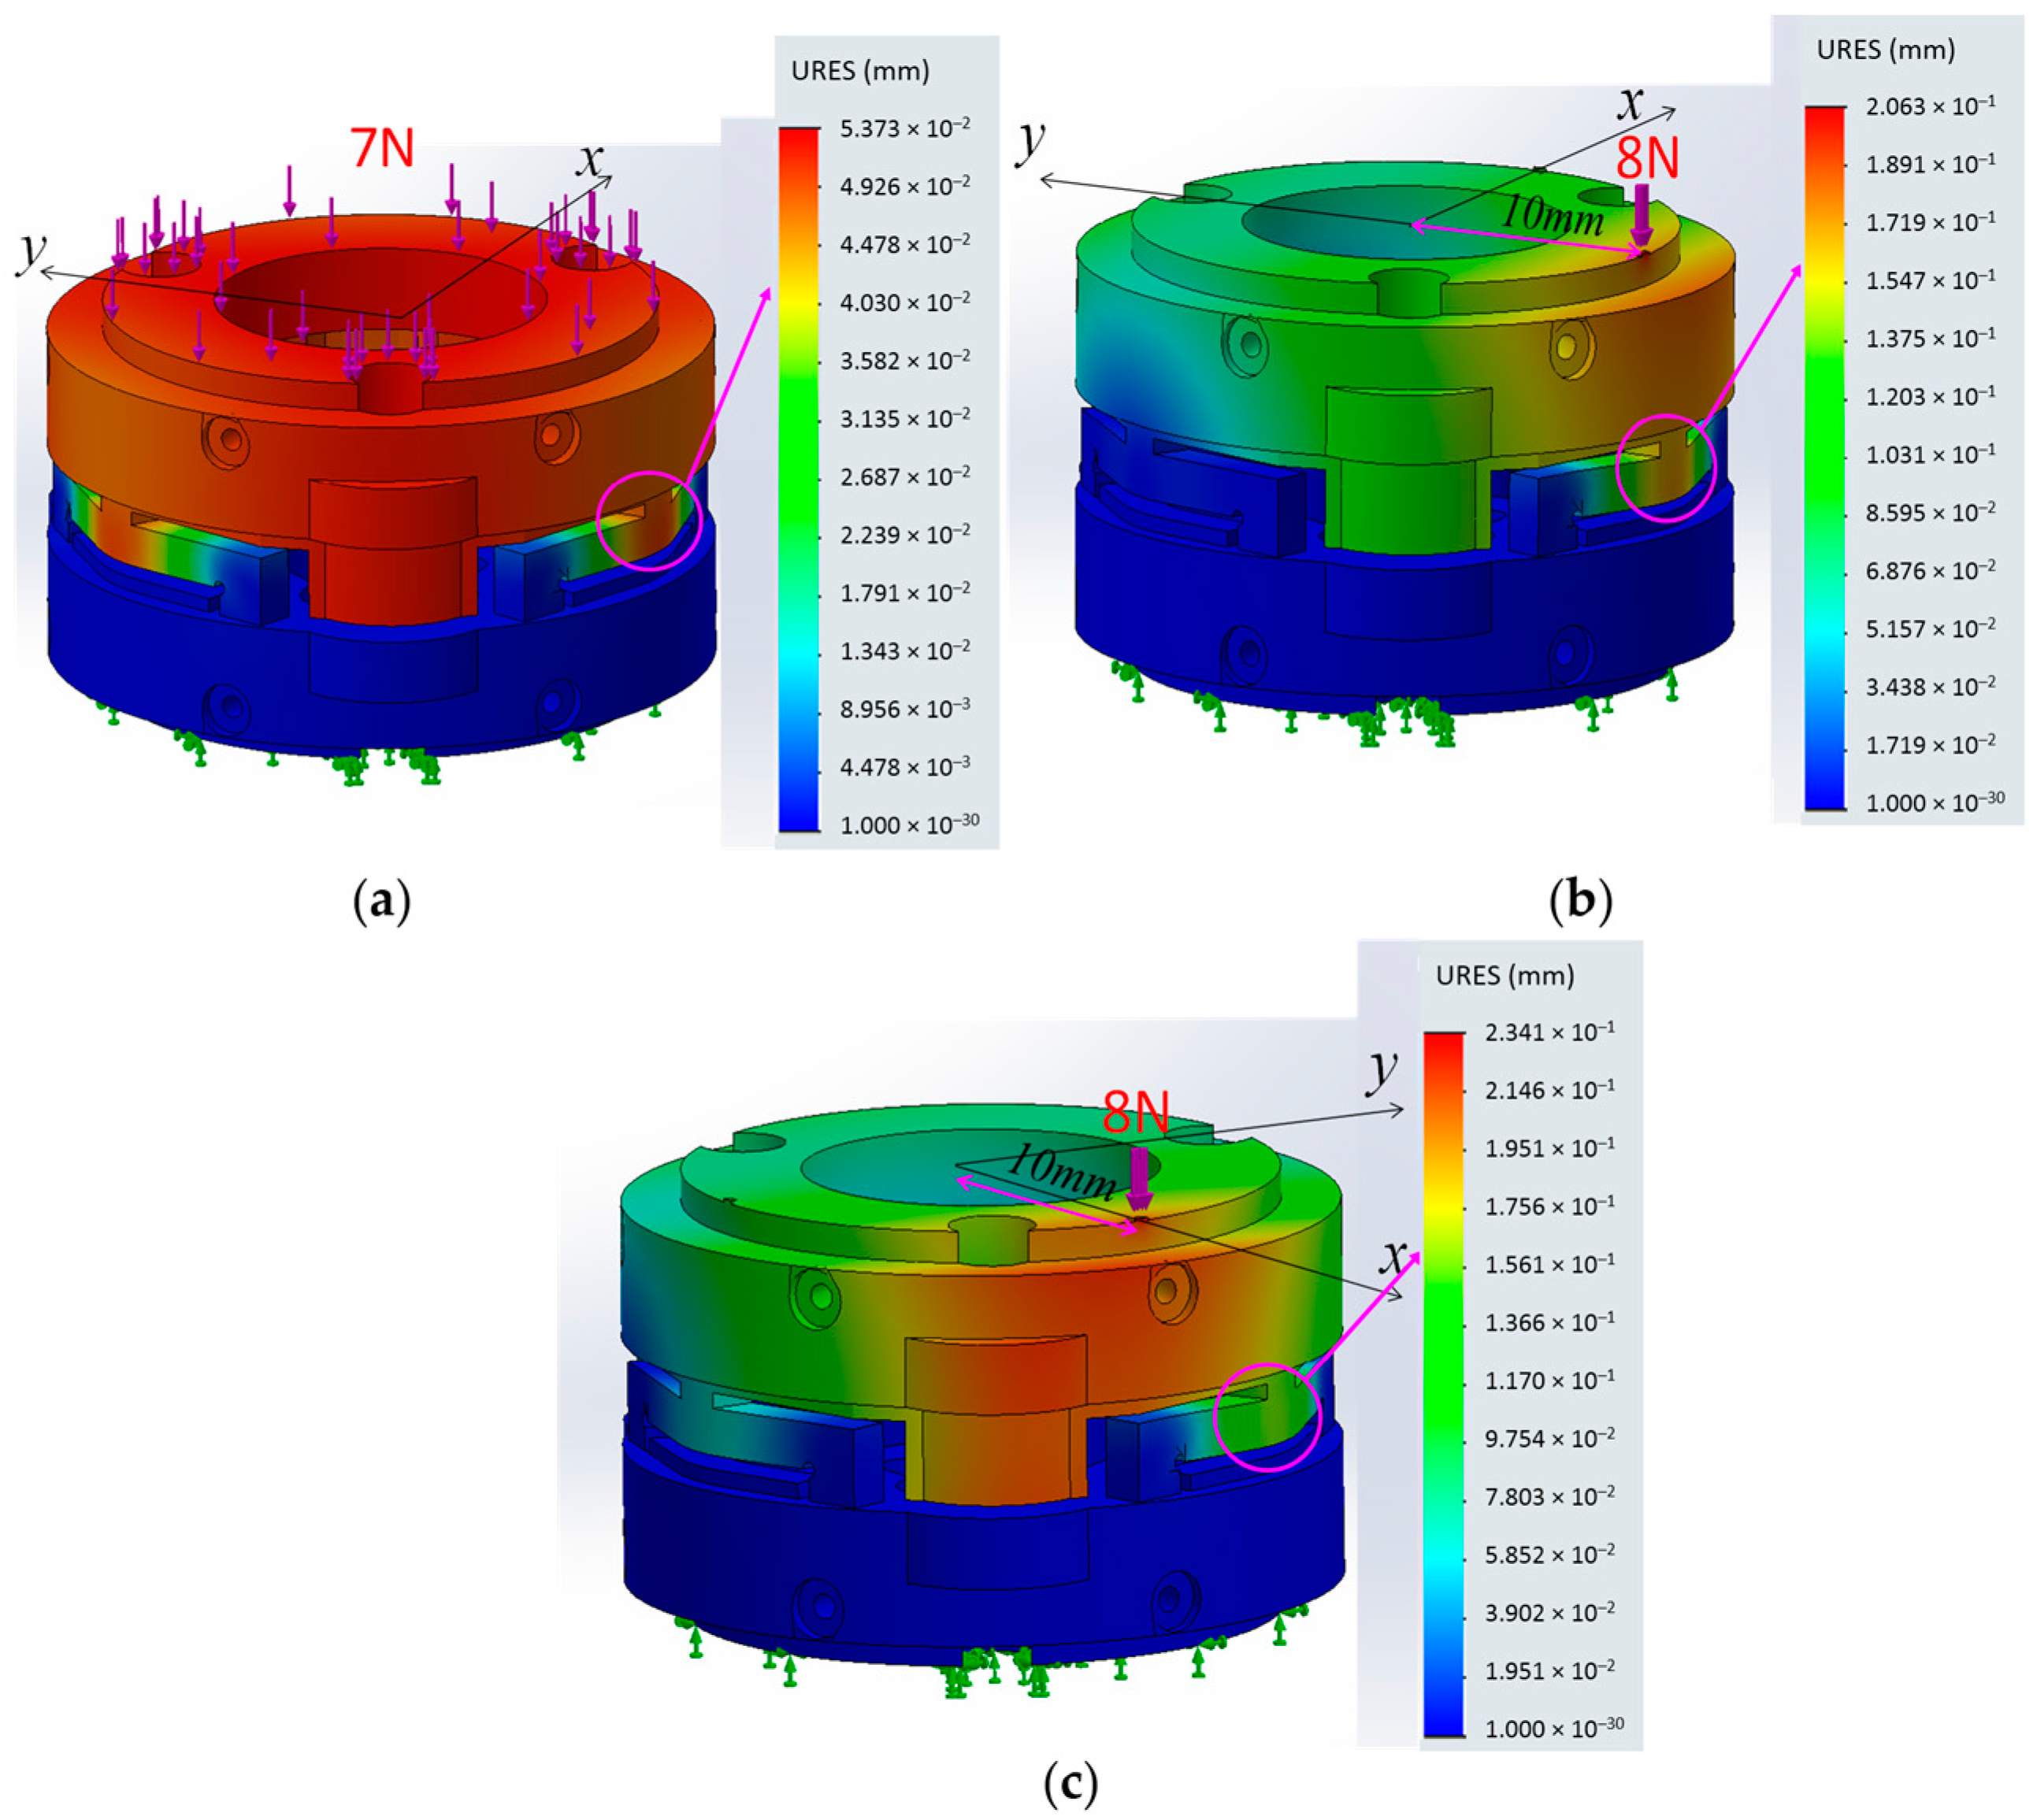 URES (mm)
7N
x
y
5.373 × 10⁻²
4.926 × 10⁻²
4.478 × 10⁻²
4.030 × 10⁻²
3.582 × 10⁻²
3.135 × 10⁻²
2.687 × 10⁻²
2.239 × 10⁻²
1.791 × 10⁻²
1.343 × 10⁻²
8.956 × 10⁻³
4.478 × 10⁻³
1.000 × 10⁻³⁰
(a)
URES (mm)
x
y
8N
10mm
2.063 × 10⁻¹
1.891 × 10⁻¹
1.719 × 10⁻¹
1.547 × 10⁻¹
1.375 × 10⁻¹
1.203 × 10⁻¹
1.031 × 10⁻¹
8.595 × 10⁻²
6.876 × 10⁻²
5.157 × 10⁻²
3.438 × 10⁻²
1.719 × 10⁻²
1.000 × 10⁻³⁰
(b)
URES (mm)
y
8N
10mm
x
2.341 × 10⁻¹
2.146 × 10⁻¹
1.951 × 10⁻¹
1.756 × 10⁻¹
1.561 × 10⁻¹
1.366 × 10⁻¹
1.170 × 10⁻¹
9.754 × 10⁻²
7.803 × 10⁻²
5.852 × 10⁻²
3.902 × 10⁻²
1.951 × 10⁻²
1.000 × 10⁻³⁰
(c)